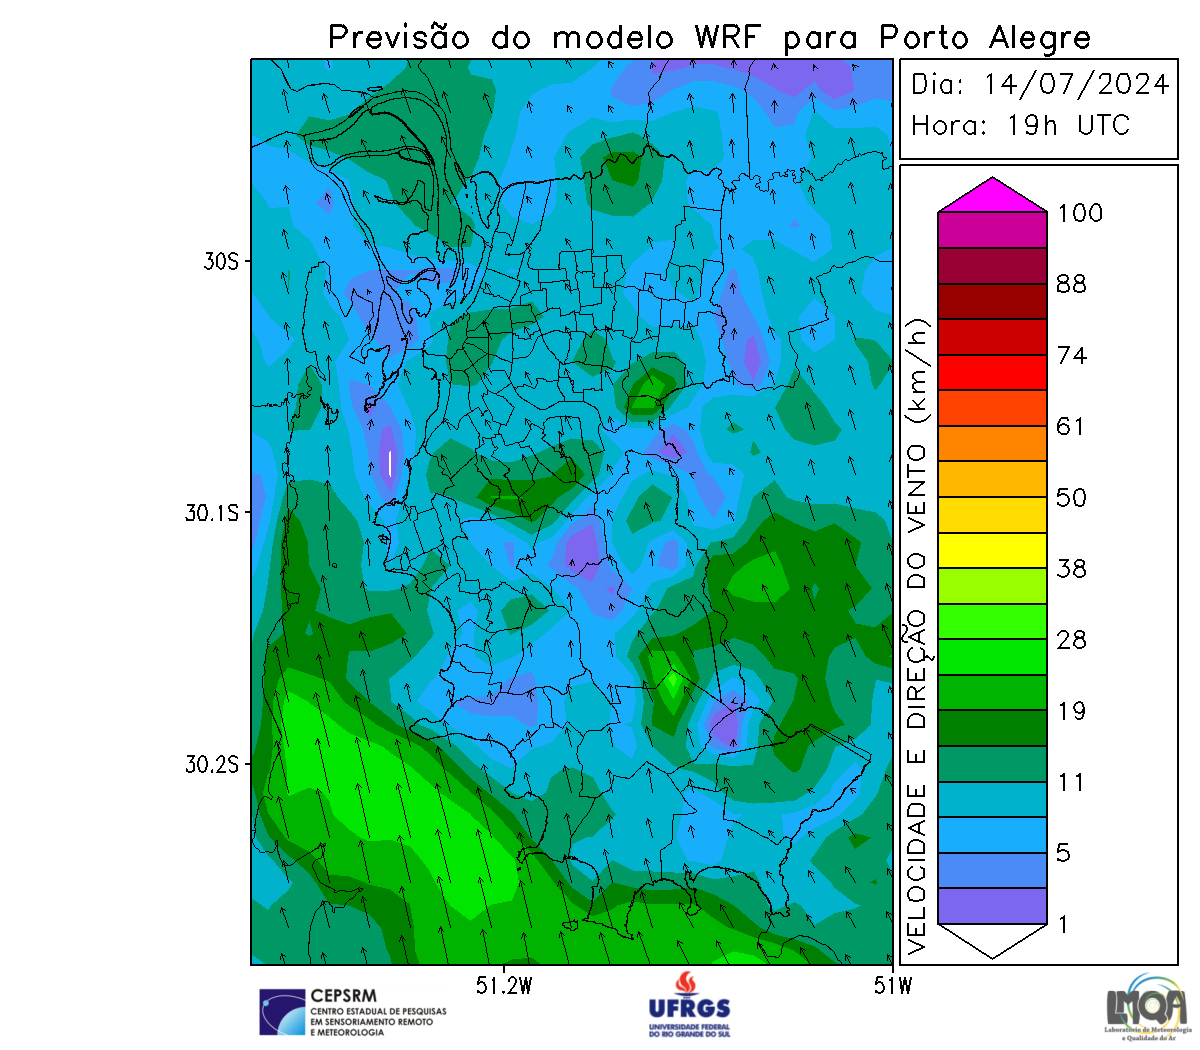 Previsão do modelo WRF para Porto Alegre
Dia: 14/07/2024
Hora: 19h UTC
30S
30.1S
30.2S
51.2W
51W
VELOCIDADE E DIREÇÃO DO VENTO (km/h)
100
88
74
61
50
38
28
19
11
5
1
CEPSRM
CENTRO ESTADUAL DE PESQUISAS
EM SENSORIAMENTO REMOTO
E METEOROLOGIA
UFRGS
UNIVERSIDADE FEDERAL
DO RIO GRANDE DO SUL
LMQA
Laboratório de Meteorologia
e Qualidade do Ar